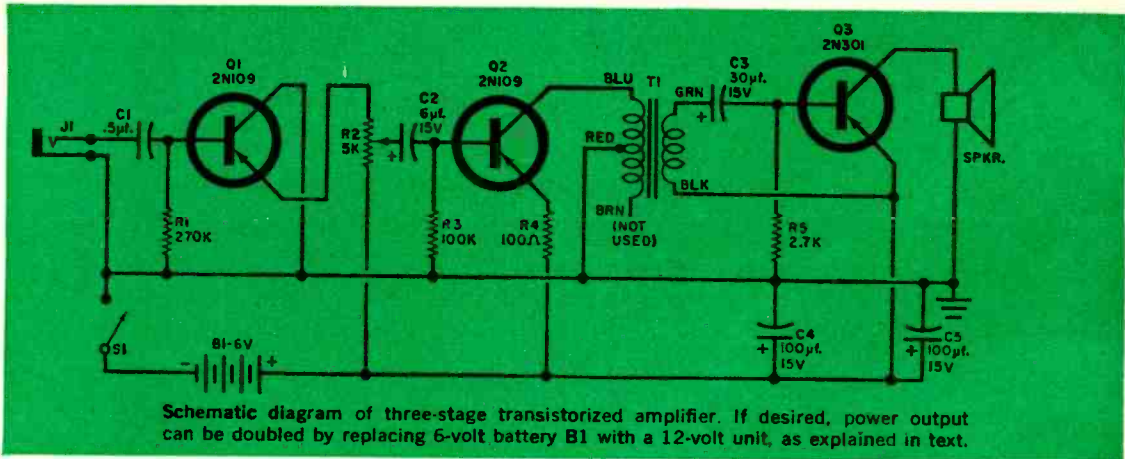 Q1
2N109
Q2
2N109
Q3
2N301
J1
C1
.5µf.
R1
270K
R2
5K
C2
6µf.
15V
+
R3
100K
R4
100Ω
BLU
T1
RED
BRN
(NOT
USED)
GRN
BLK
C3
30µf.
15V
+
R5
2.7K
SPKR.
S1
B1-6V
- +
C4
+ 100µf.
15V
C5
+ 100µf.
15V
Schematic diagram of three-stage transistorized amplifier. If desired, power output
can be doubled by replacing 6-volt battery B1 with a 12-volt unit, as explained in text.